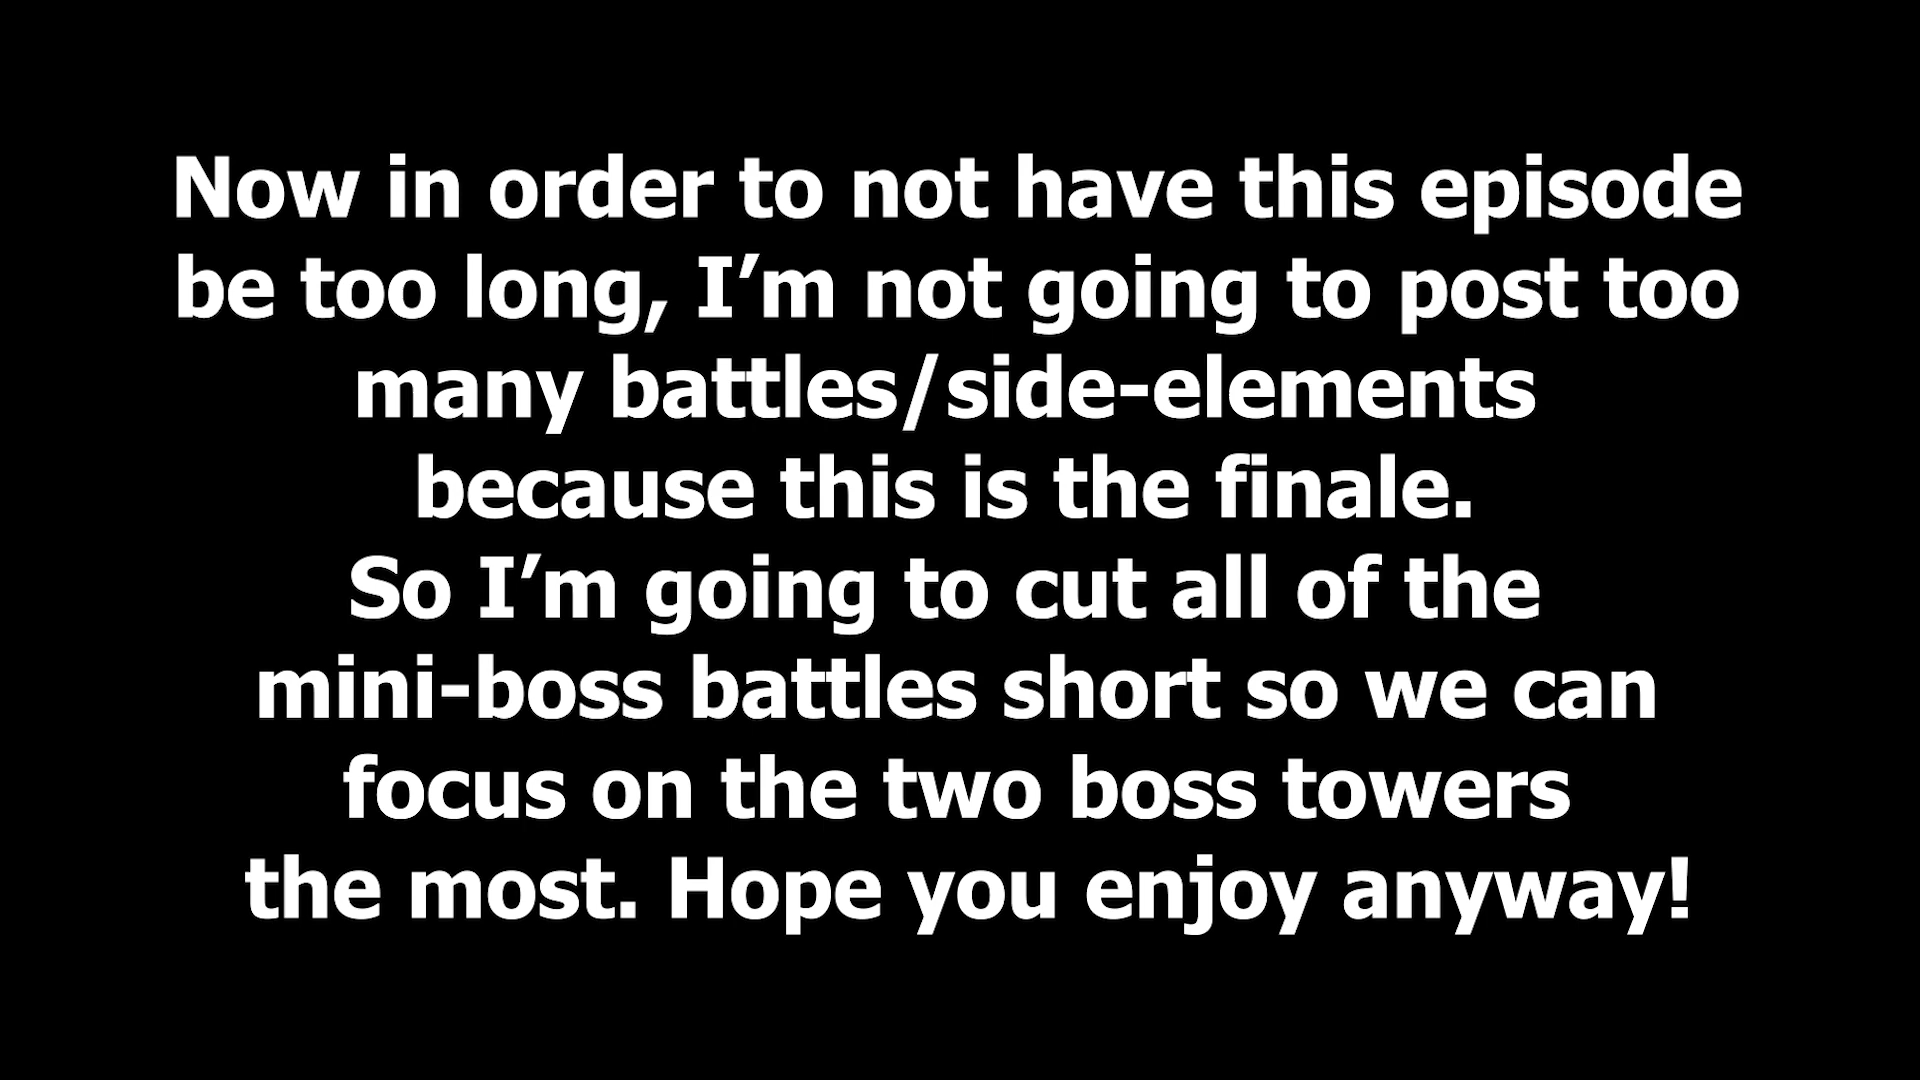 Now in order to not have this episode
be too long, I’m not going to post too
many battles/side-elements
because this is the finale.
So I’m going to cut all of the
mini-boss battles short so we can
focus on the two boss towers
the most. Hope you enjoy anyway!